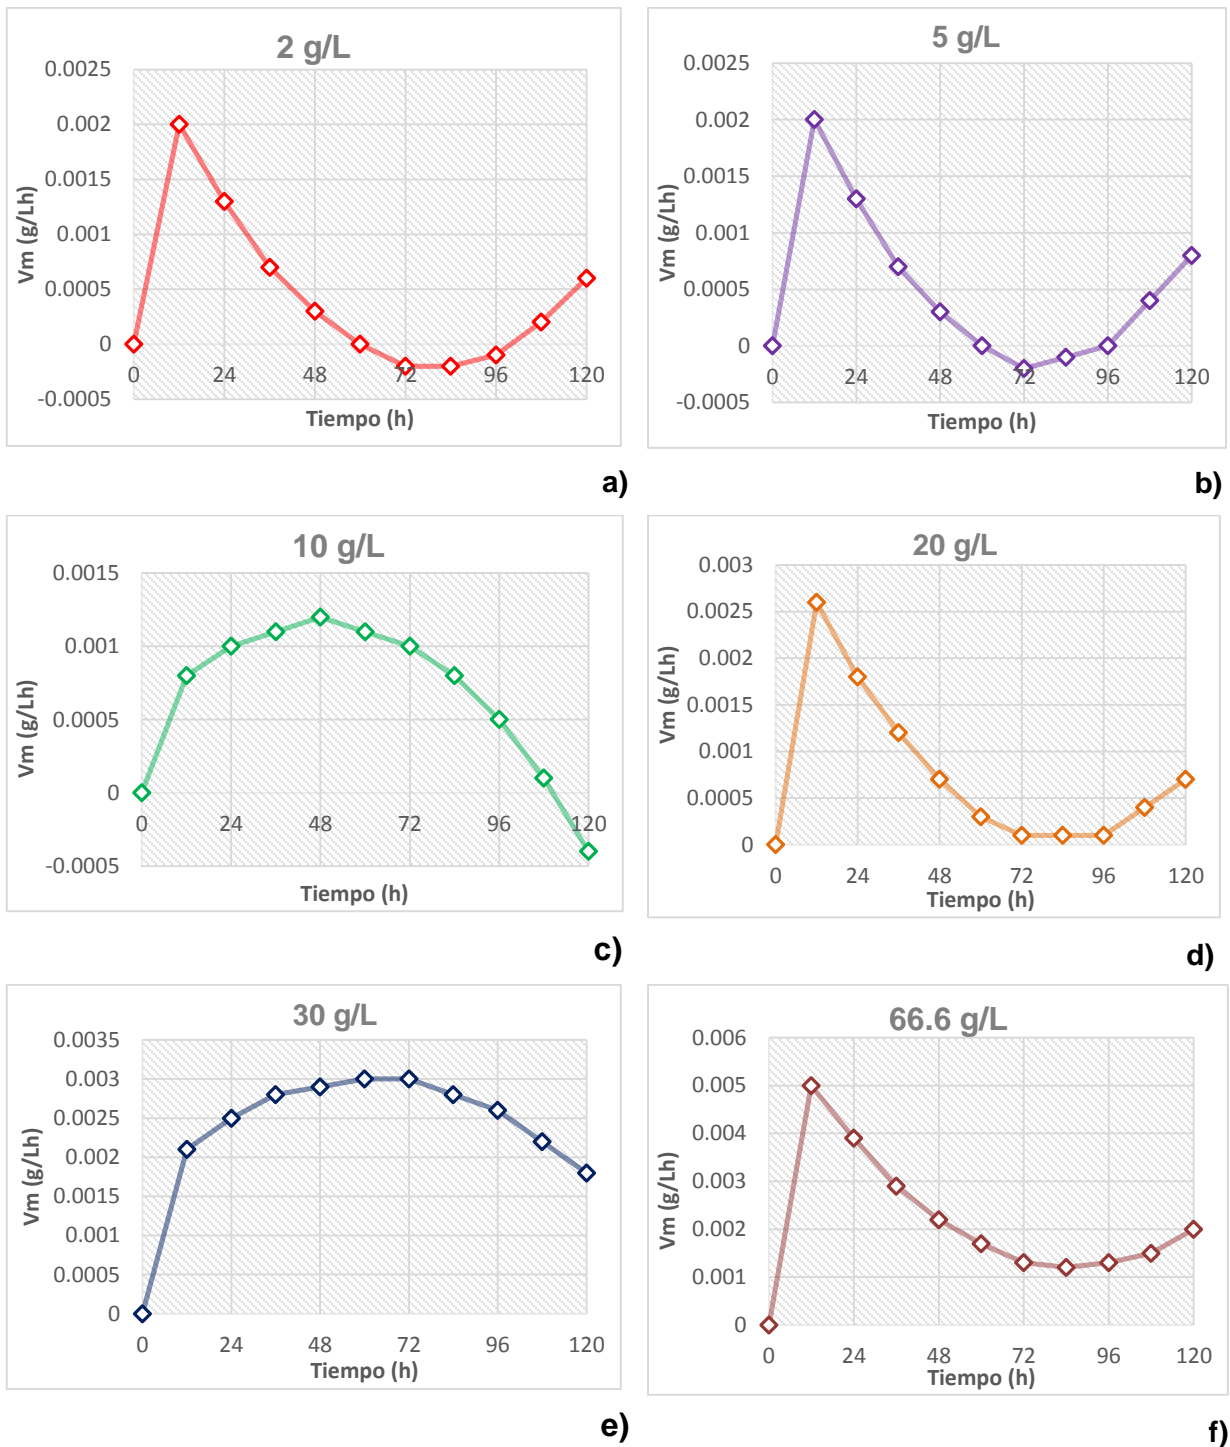 2 g/L
0.0025
0.002
0.0015
0.001
0.0005
0
-0.0005
0 24 48 72 96 120
Vm (g/Lh)
Tiempo (h)
a)
5 g/L
0.0025
0.002
0.0015
0.001
0.0005
0
-0.0005
0 24 48 72 96 120
Vm (g/Lh)
Tiempo (h)
b)
10 g/L
0.0015
0.001
0.0005
0
-0.0005
0 24 48 72 96 120
Vm (g/Lh)
Tiempo (h)
c)
20 g/L
0.003
0.0025
0.002
0.0015
0.001
0.0005
0
0 24 48 72 96 120
Vm (g/Lh)
Tiempo (h)
d)
30 g/L
0.0035
0.003
0.0025
0.002
0.0015
0.001
0.0005
0
0 24 48 72 96 120
Vm (g/Lh)
Tiempo (h)
e)
66.6 g/L
0.006
0.005
0.004
0.003
0.002
0.001
0
0 24 48 72 96 120
Vm (g/Lh)
Tiempo (h)
f)